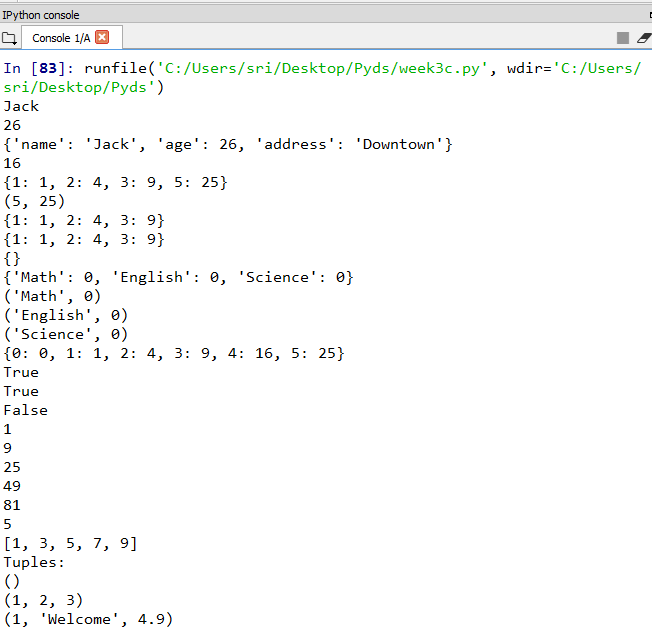 IPython console
Console 1/A
In [83]: runfile('C:/Users/sri/Desktop/Pyds/week3c.py', wdir='C:/Users/
sri/Desktop/Pyds')
Jack
26
{'name': 'Jack', 'age': 26, 'address': 'Downtown'}
16
{1: 1, 2: 4, 3: 9, 5: 25}
(5, 25)
{1: 1, 2: 4, 3: 9}
{1: 1, 2: 4, 3: 9}
{}
{'Math': 0, 'English': 0, 'Science': 0}
('Math', 0)
('English', 0)
('Science', 0)
{0: 0, 1: 1, 2: 4, 3: 9, 4: 16, 5: 25}
True
True
False
1
9
25
49
81
5
[1, 3, 5, 7, 9]
Tuples:
()
(1, 2, 3)
(1, 'Welcome', 4.9)